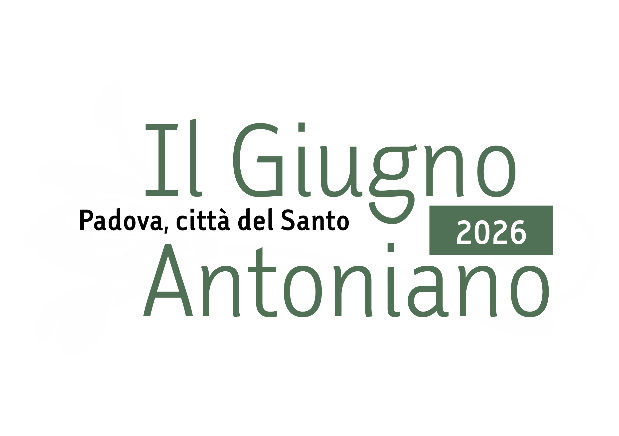 Il Giugno
Padova, città del Santo
2026
Antoniano